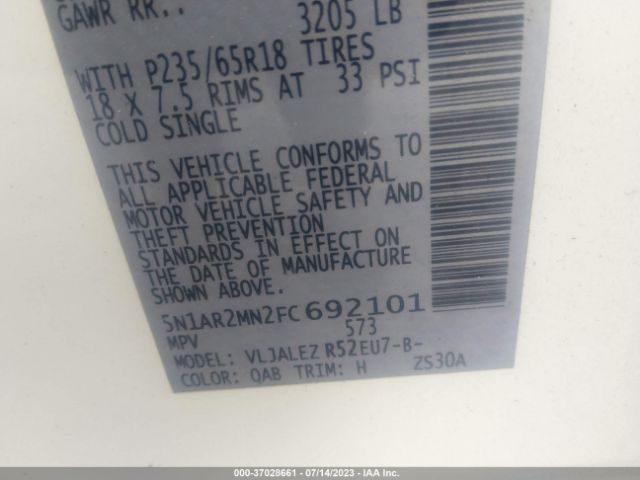 GAWR RR..
3205 LB
WITH P235/65R18 TIRES
18 X 7.5 RIMS AT 33 PSI
COLD SINGLE
THIS VEHICLE CONFORMS TO
ALL APPLICABLE FEDERAL
MOTOR VEHICLE SAFETY AND
THEFT PREVENTION
STANDARDS IN EFFECT ON
THE DATE OF MANUFACTURE
SHOWN ABOVE.
5N1AR2MN2FC692101
MPV 573
MODEL: VLJALEZ R52EU7-B-
COLOR: QAB TRIM: H ZS30A
000-37028661 - 07/14/2023 - IAA Inc.